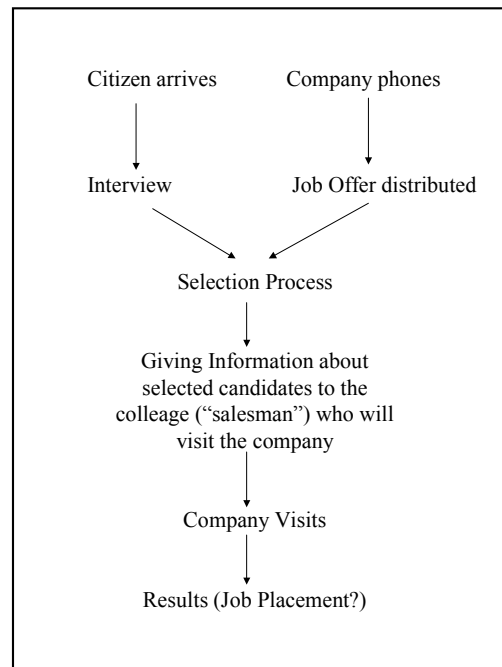 Citizen arrives
Company phones
Interview
Job Offer distributed
Selection Process
Giving Information about
selected candidates to the
colleage (“salesman”) who will
visit the company
Company Visits
Results (Job Placement?)